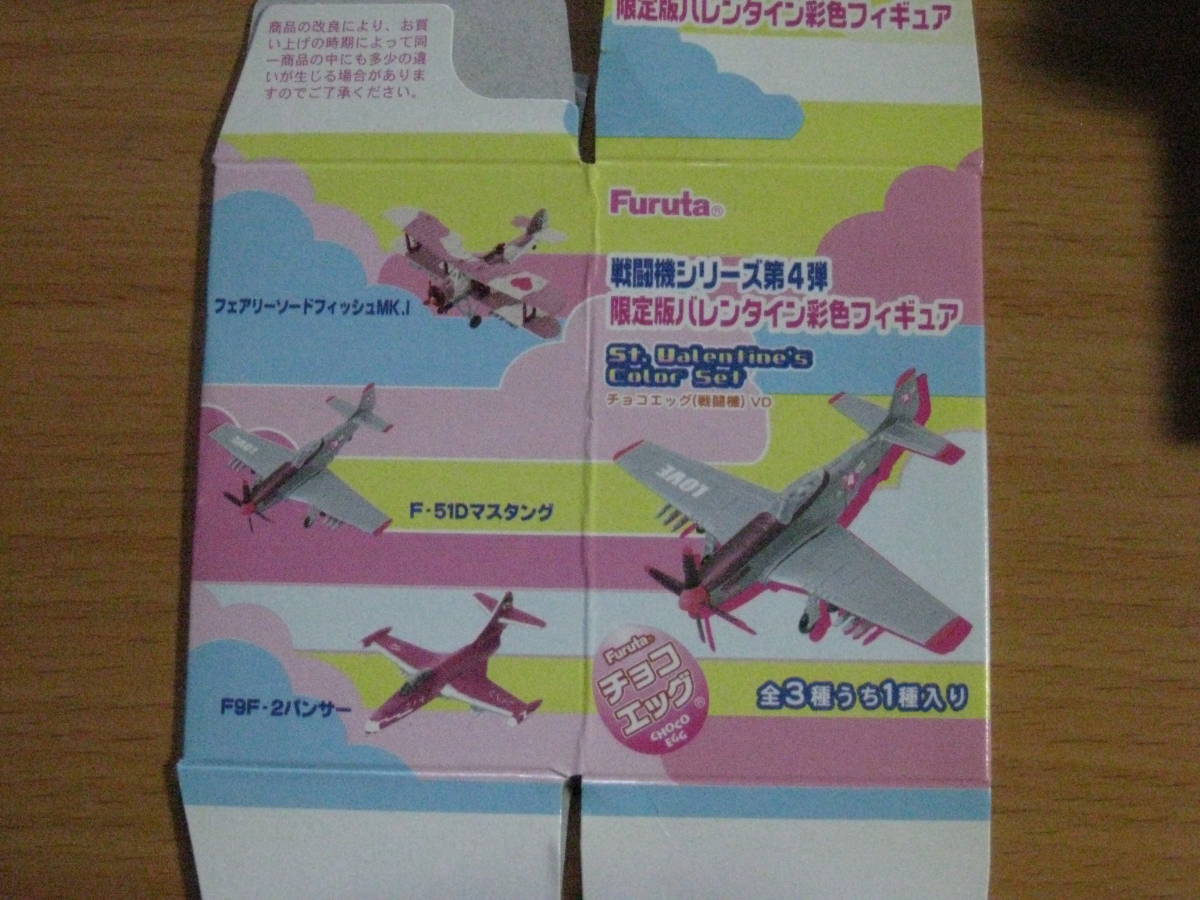 商品の改良により、お買
い上げの時期によって同
一商品の中にも多少の違
いが生じる場合がありま
すのでご了承ください。
限定版バレンタイン彩色フィギュア
Furuta®
戦闘機シリーズ第4弾
限定版バレンタイン彩色フィギュア
St. Valentine's
Color Set
チョコエッグ(戦闘機) VD
フェアリーソードフィッシュMK.I
LOVE
F-51Dマスタング
LOVE
F9F-2パンサー
Furuta®
チョコ
エッグ®
CHOCO
EGG
全3種うち1種入り